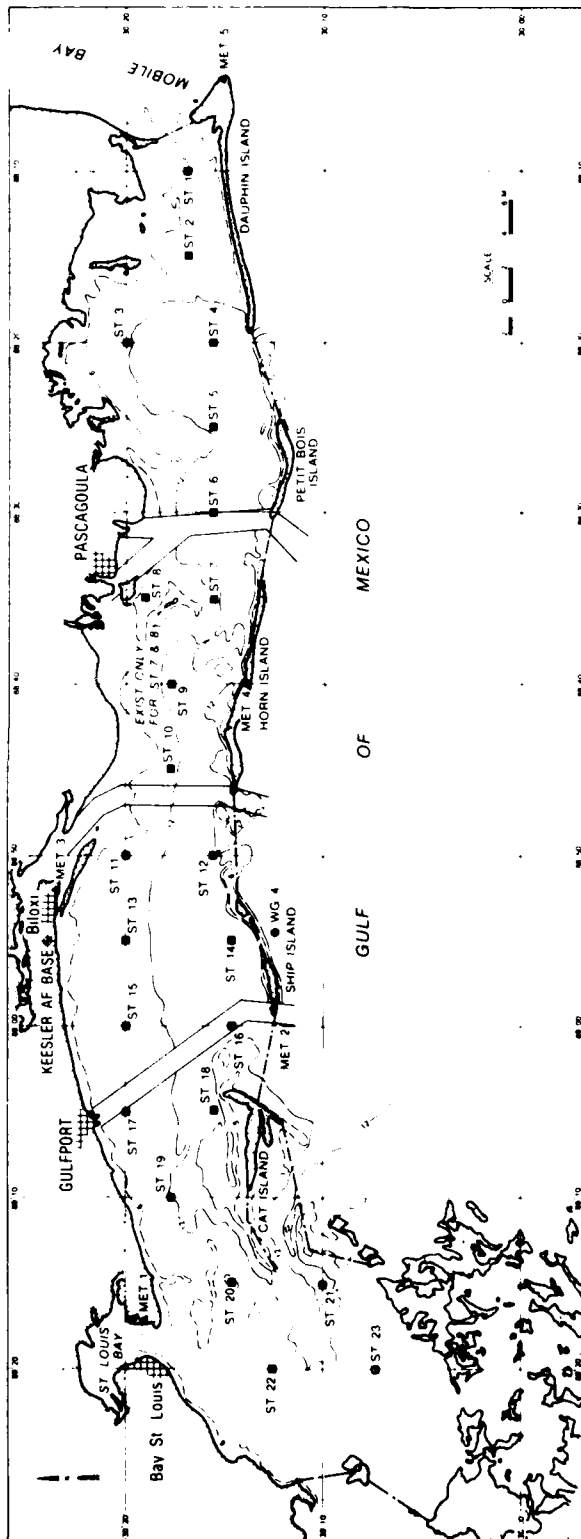 MOBILE
BAY
MET 5
ST 1
ST 2
DAUPHIN ISLAND
ST 3
ST 4
ST 5
ST 6
PETIT BOIS
ISLAND
PASCAGOULA
ST 8
EXIST ONLY
FOR ST 7 & 8)
ST 9
ST 10
MET 4
HORN ISLAND
MET 3
Biloxi
KEESLER AF BASE
ST 11
ST 12
ST 13
ST 14
WG 4
SHIP ISLAND
ST 15
ST 16
MET 2
GULFPORT
ST 17
ST 18
ST 19
CAT ISLAND
ST 20
ST 21
MET 1
ST LOUIS
BAY
Bay St Louis
ST 22
ST 23
GULF
OF
MEXICO
SCALE